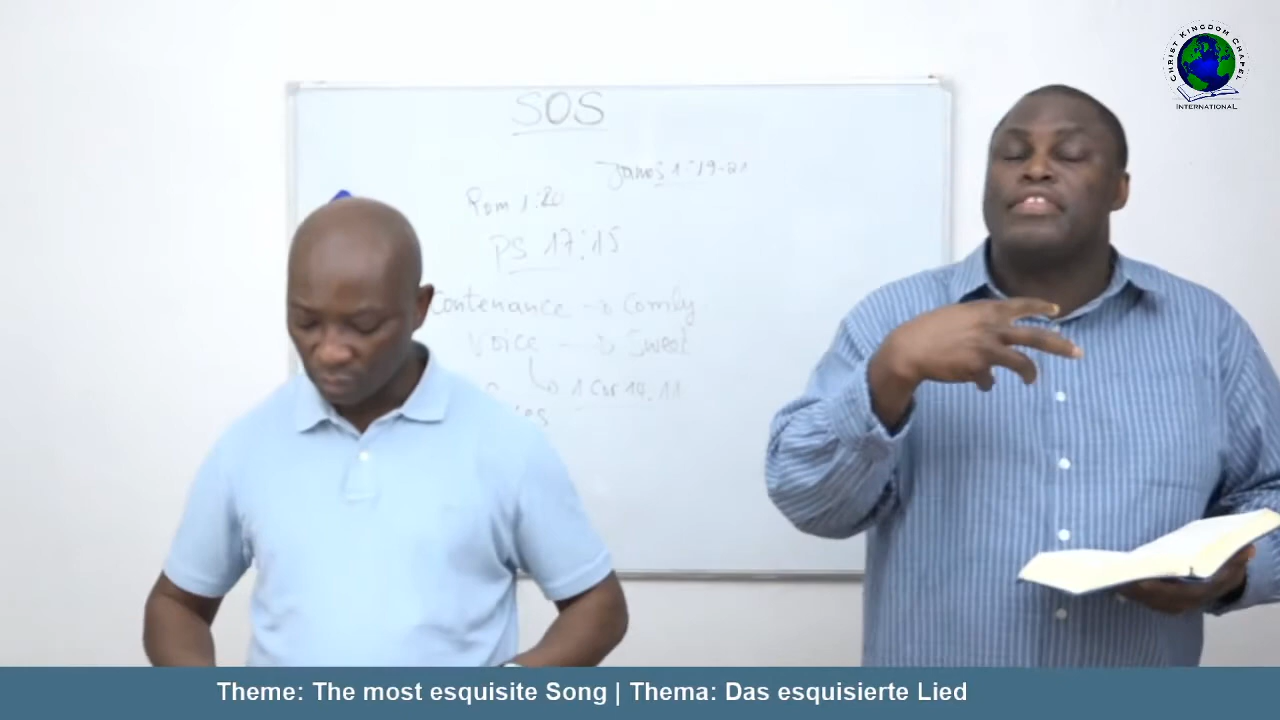 CHRIST KINGDOM CHAPEL
INTERNATIONAL
SOS
James 1:19-21
Rom 1:20
PS 17:15
Contenance → Comly
Voice → Sweet
1 Cor 14,11
Theme: The most esquisite Song | Thema: Das esquisierte Lied